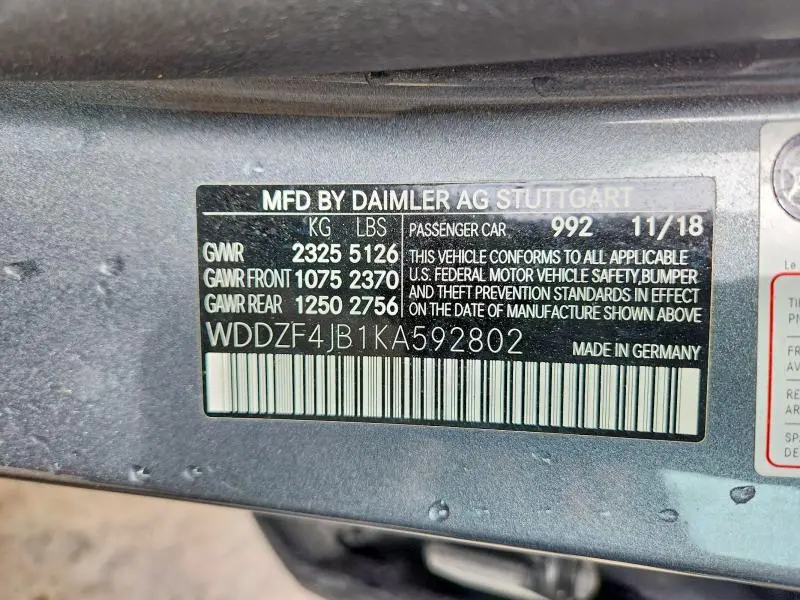 MFD BY DAIMLER AG STUTTGART
KG LBS PASSENGER CAR 992 11/18
GVWR 2325 5126 THIS VEHICLE CONFORMS TO ALL APPLICABLE
GAWR FRONT 1075 2370 U.S. FEDERAL MOTOR VEHICLE SAFETY,BUMPER
GAWR REAR 1250 2756 AND THEFT PREVENTION STANDARDS IN EFFECT
ON THE DATE OF MANUFACTURE SHOWN ABOVE
WDDZF4JB1KA592802 MADE IN GERMANY
Le